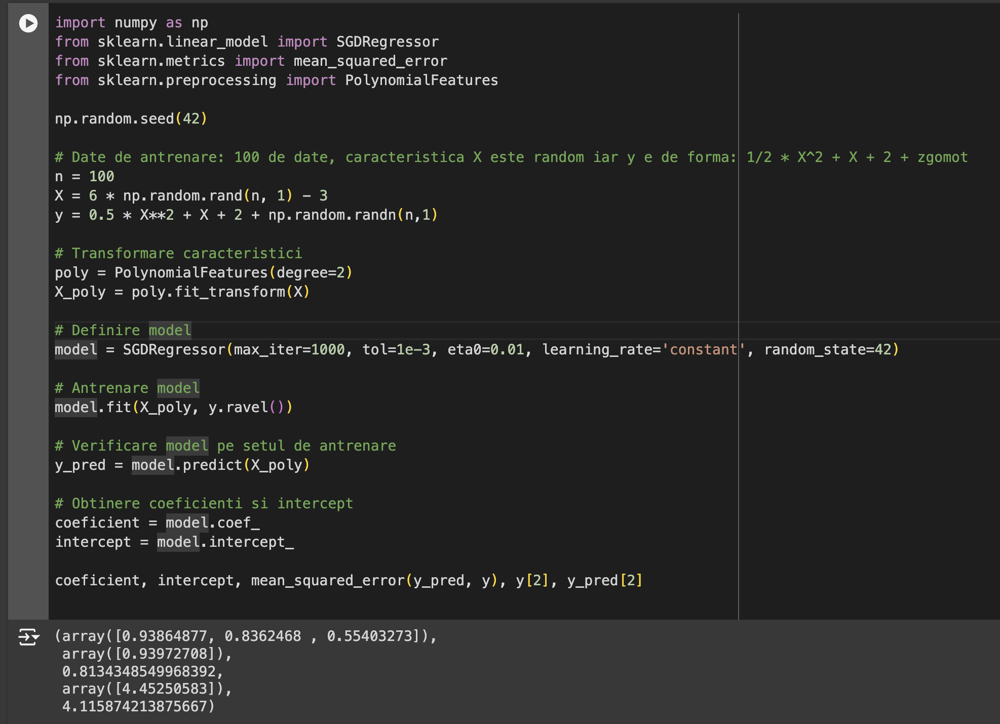 import numpy as np
from sklearn.linear_model import SGDRegressor
from sklearn.metrics import mean_squared_error
from sklearn.preprocessing import PolynomialFeatures

np.random.seed(42)

# Date de antrenare: 100 de date, caracteristica X este random iar y e de forma: 1/2 * X^2 + X + 2 + zgomot
n = 100
X = 6 * np.random.rand(n, 1) - 3
y = 0.5 * X**2 + X + 2 + np.random.randn(n,1)

# Transformare caracteristici
poly = PolynomialFeatures(degree=2)
X_poly = poly.fit_transform(X)

# Definire model
model = SGDRegressor(max_iter=1000, tol=1e-3, eta0=0.01, learning_rate='constant', random_state=42)

# Antrenare model
model.fit(X_poly, y.ravel())

# Verificare model pe setul de antrenare
y_pred = model.predict(X_poly)

# Obtinere coeficienti si intercept
coeficient = model.coef_
intercept = model.intercept_

coeficient, intercept, mean_squared_error(y_pred, y), y[2], y_pred[2]

(array([0.93864877, 0.8362468 , 0.55403273]),
 array([0.93972708]),
 0.8134348549968392,
 array([4.45250583]),
 4.115874213875667)